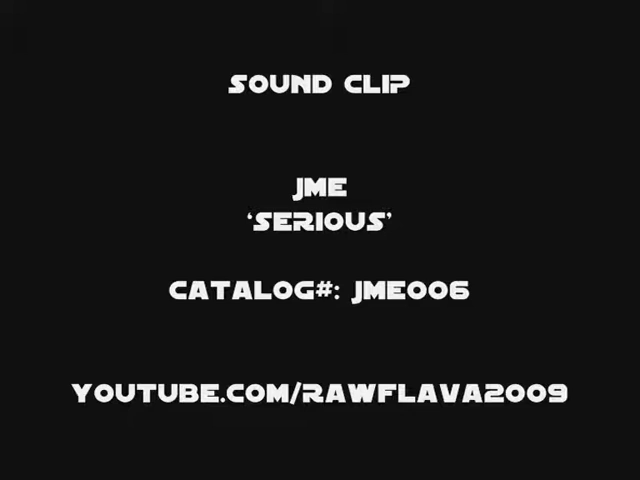 SOUND CLIP
JME
‘SERIOUS’
CATALOG#: JME006
YOUTUBE.COM/RAWFLAVA2009